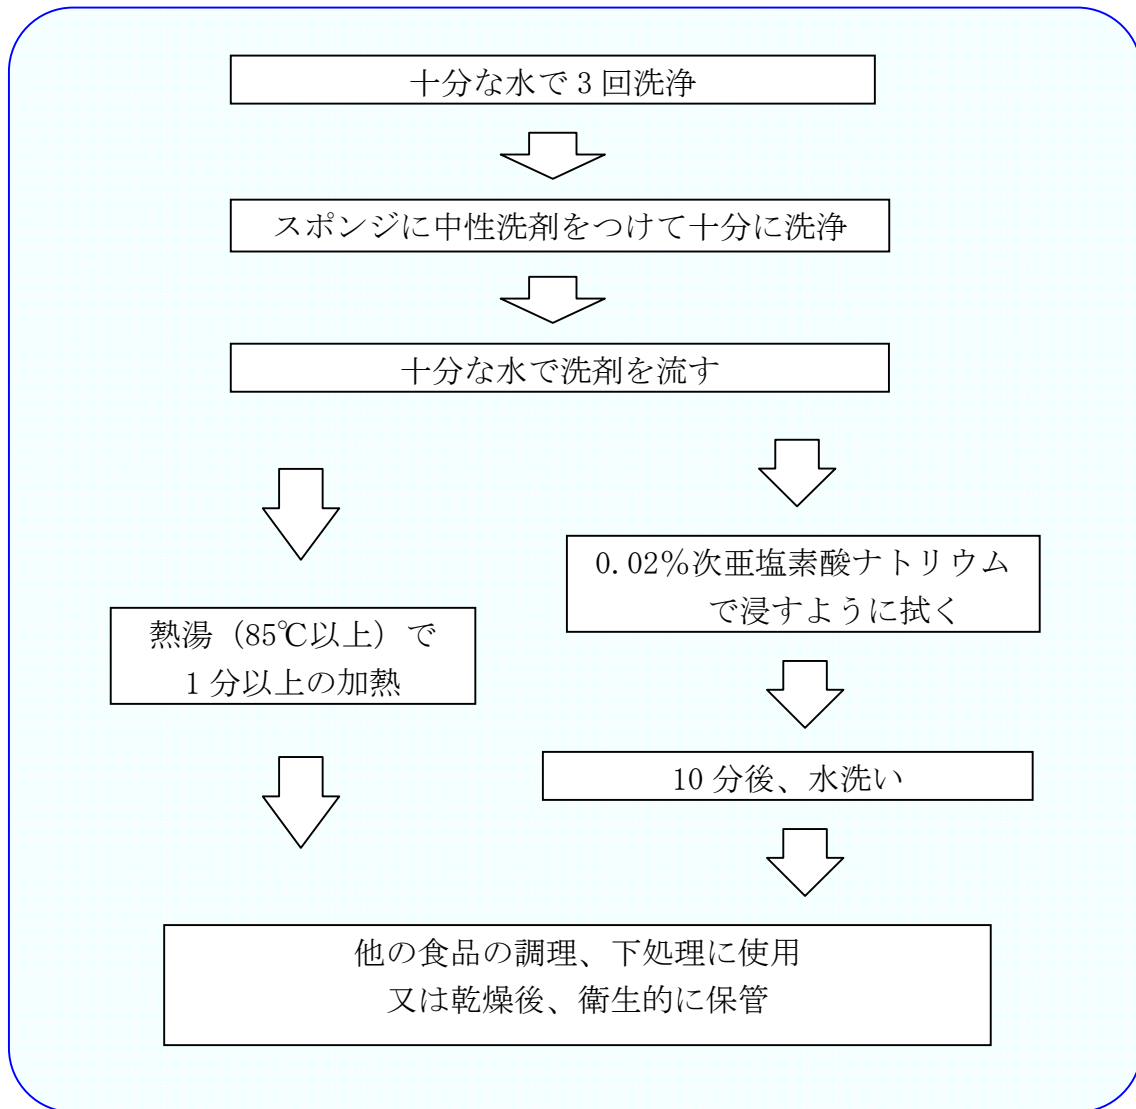 十分な水で3回洗浄
スポンジに中性洗剤をつけて十分に洗浄
十分な水で洗剤を流す
0.02%次亜塩素酸ナトリウム
で浸すように拭く
熱湯（85℃以上）で
1分以上の加熱
10分後、水洗い
他の食品の調理、下処理に使用
又は乾燥後、衛生的に保管